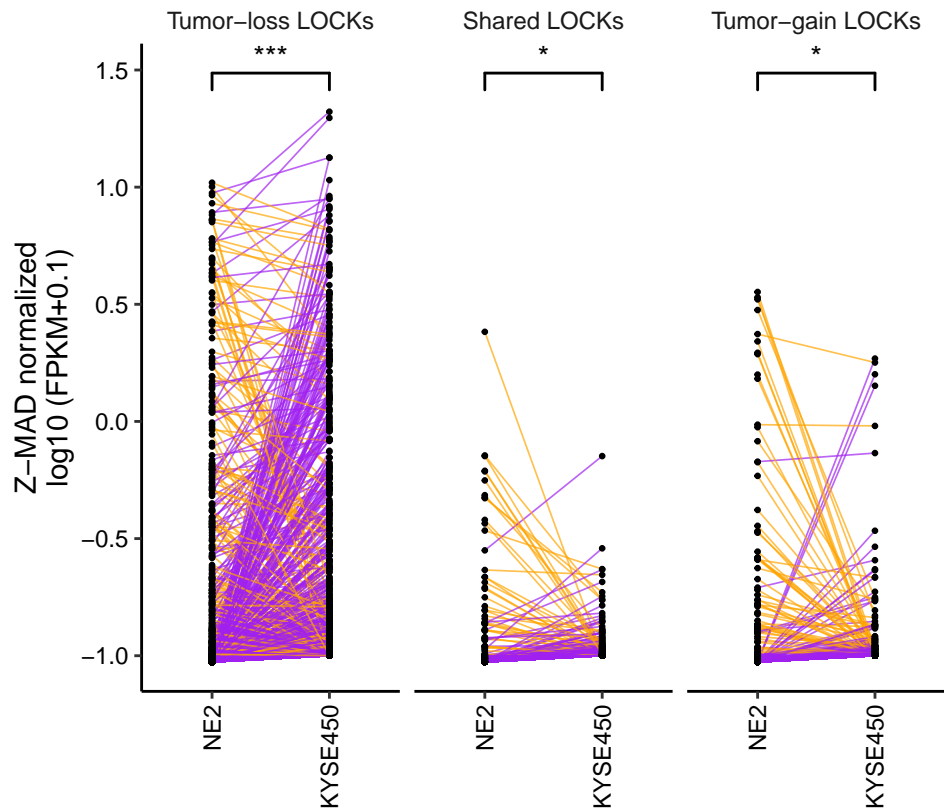 Tumor−loss LOCKs
Shared LOCKs
Tumor−gain LOCKs
***
*
*
Z−MAD normalized
log10 (FPKM+0.1)
1.5
1.0
0.5
0.0
−0.5
−1.0
NE2
KYSE450
NE2
KYSE450
NE2
KYSE450